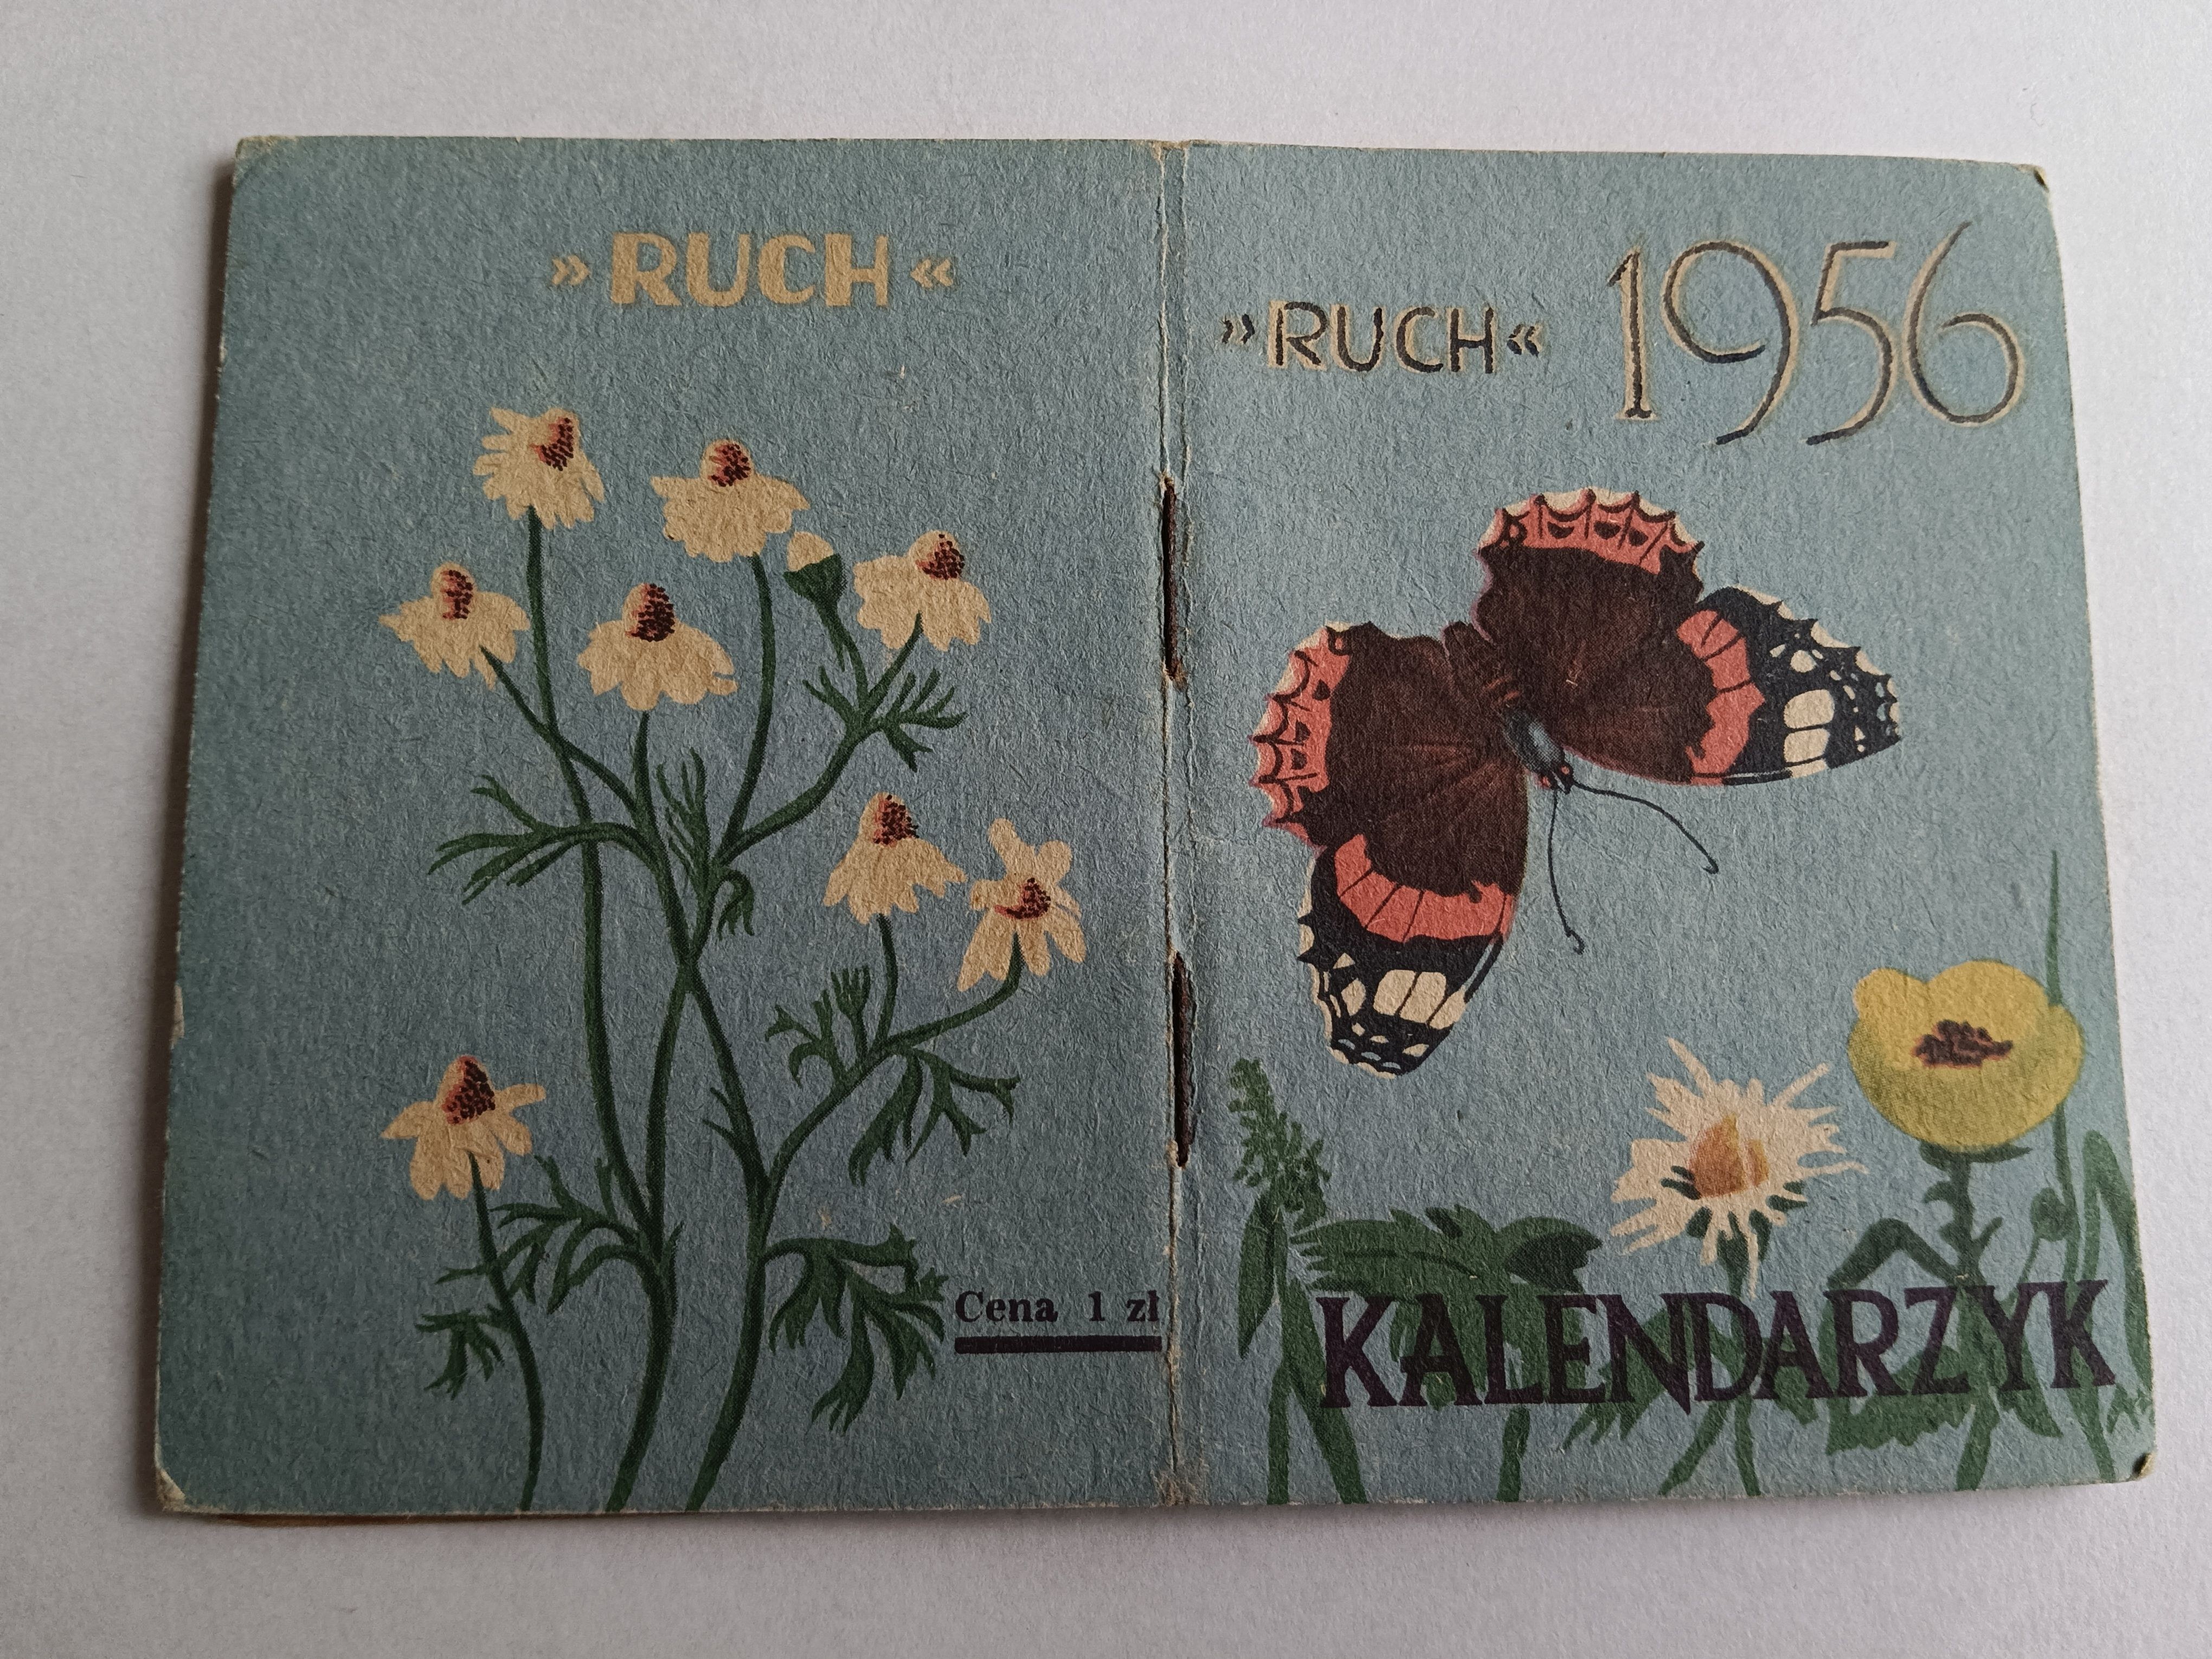 »RUCH«
Cena 1 zł
»RUCH« 1956
KALENDARZYK